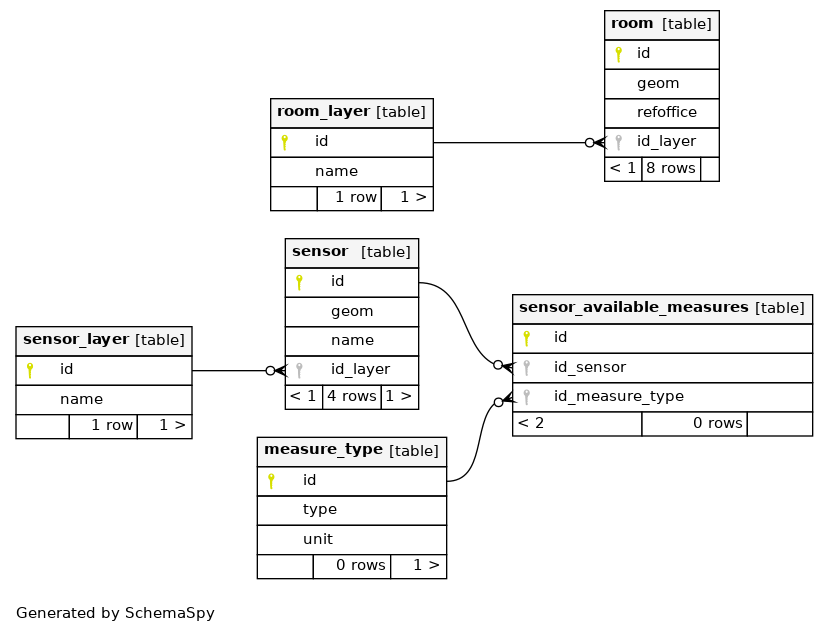 room [table]
id
geom
refoffice
id_layer
< 1 8 rows
room_layer [table]
id
name
1 row 1 >
sensor [table]
id
geom
name
id_layer
< 1 4 rows 1 >
sensor_layer [table]
id
name
1 row 1 >
sensor_available_measures [table]
id
id_sensor
id_measure_type
< 2 0 rows
measure_type [table]
id
type
unit
0 rows 1 >
Generated by SchemaSpy